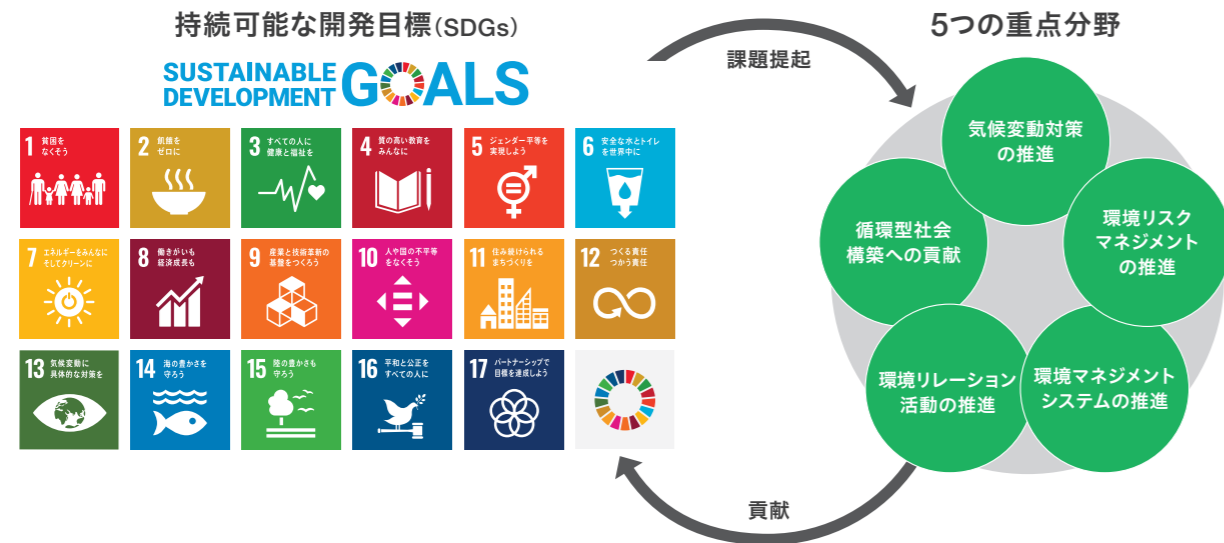 持続可能な開発目標(SDGs)
SUSTAINABLE
DEVELOPMENT
GOALS
1 貧困を
なくそう
2 飢餓を
ゼロに
3 すべての人に
健康と福祉を
4 質の高い教育を
みんなに
5 ジェンダー平等を
実現しよう
6 安全な水とトイレ
を世界中に
7 エネルギーをみんなに
そしてクリーンに
8 働きがいも
経済成長も
9 産業と技術革新の
基盤をつくろう
10 人や国の不平等
をなくそう
11 住み続けられる
まちづくりを
12 つくる責任
つかう責任
13 気候変動に
具体的な対策を
14 海の豊かさを
守ろう
15 陸の豊かさも
守ろう
16 平和と公正を
すべての人に
17 パートナーシップで
目標を達成しよう
課題提起
貢献
5つの重点分野
気候変動対策
の推進
循環型社会
構築への貢献
環境リスク
マネジメント
の推進
環境リレーション
活動の推進
環境マネジメント
システムの推進